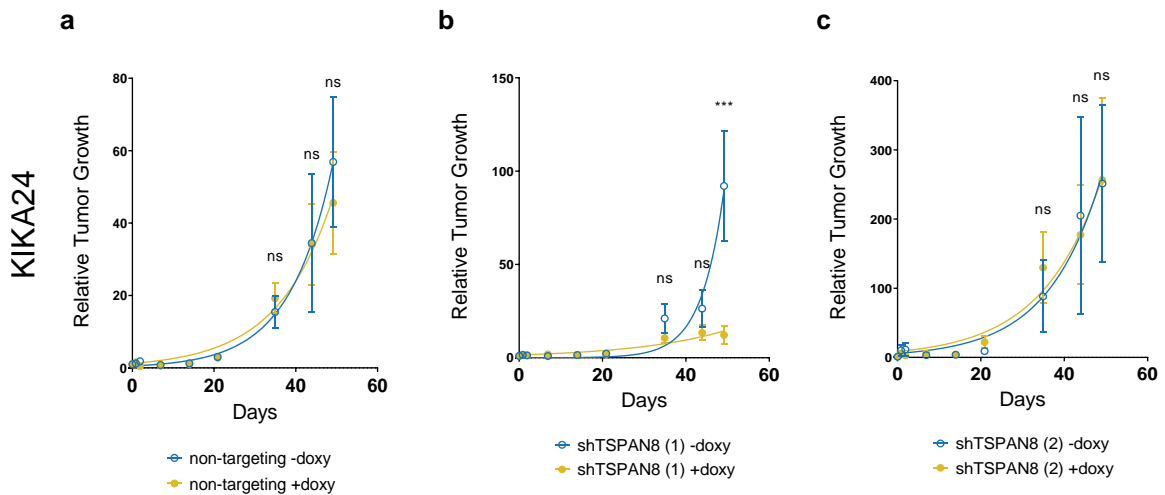 a
b
c
KIKA24
Relative Tumor Growth
80
60
40
20
0
ns
ns
ns
0
20
40
60
Days
non-targeting -doxy
non-targeting +doxy
Relative Tumor Growth
150
100
50
0
ns
ns
***
0
20
40
60
Days
shTSPAN8 (1) -doxy
shTSPAN8 (1) +doxy
Relative Tumor Growth
400
300
200
100
0
ns
ns
ns
0
20
40
60
Days
shTSPAN8 (2) -doxy
shTSPAN8 (2) +doxy